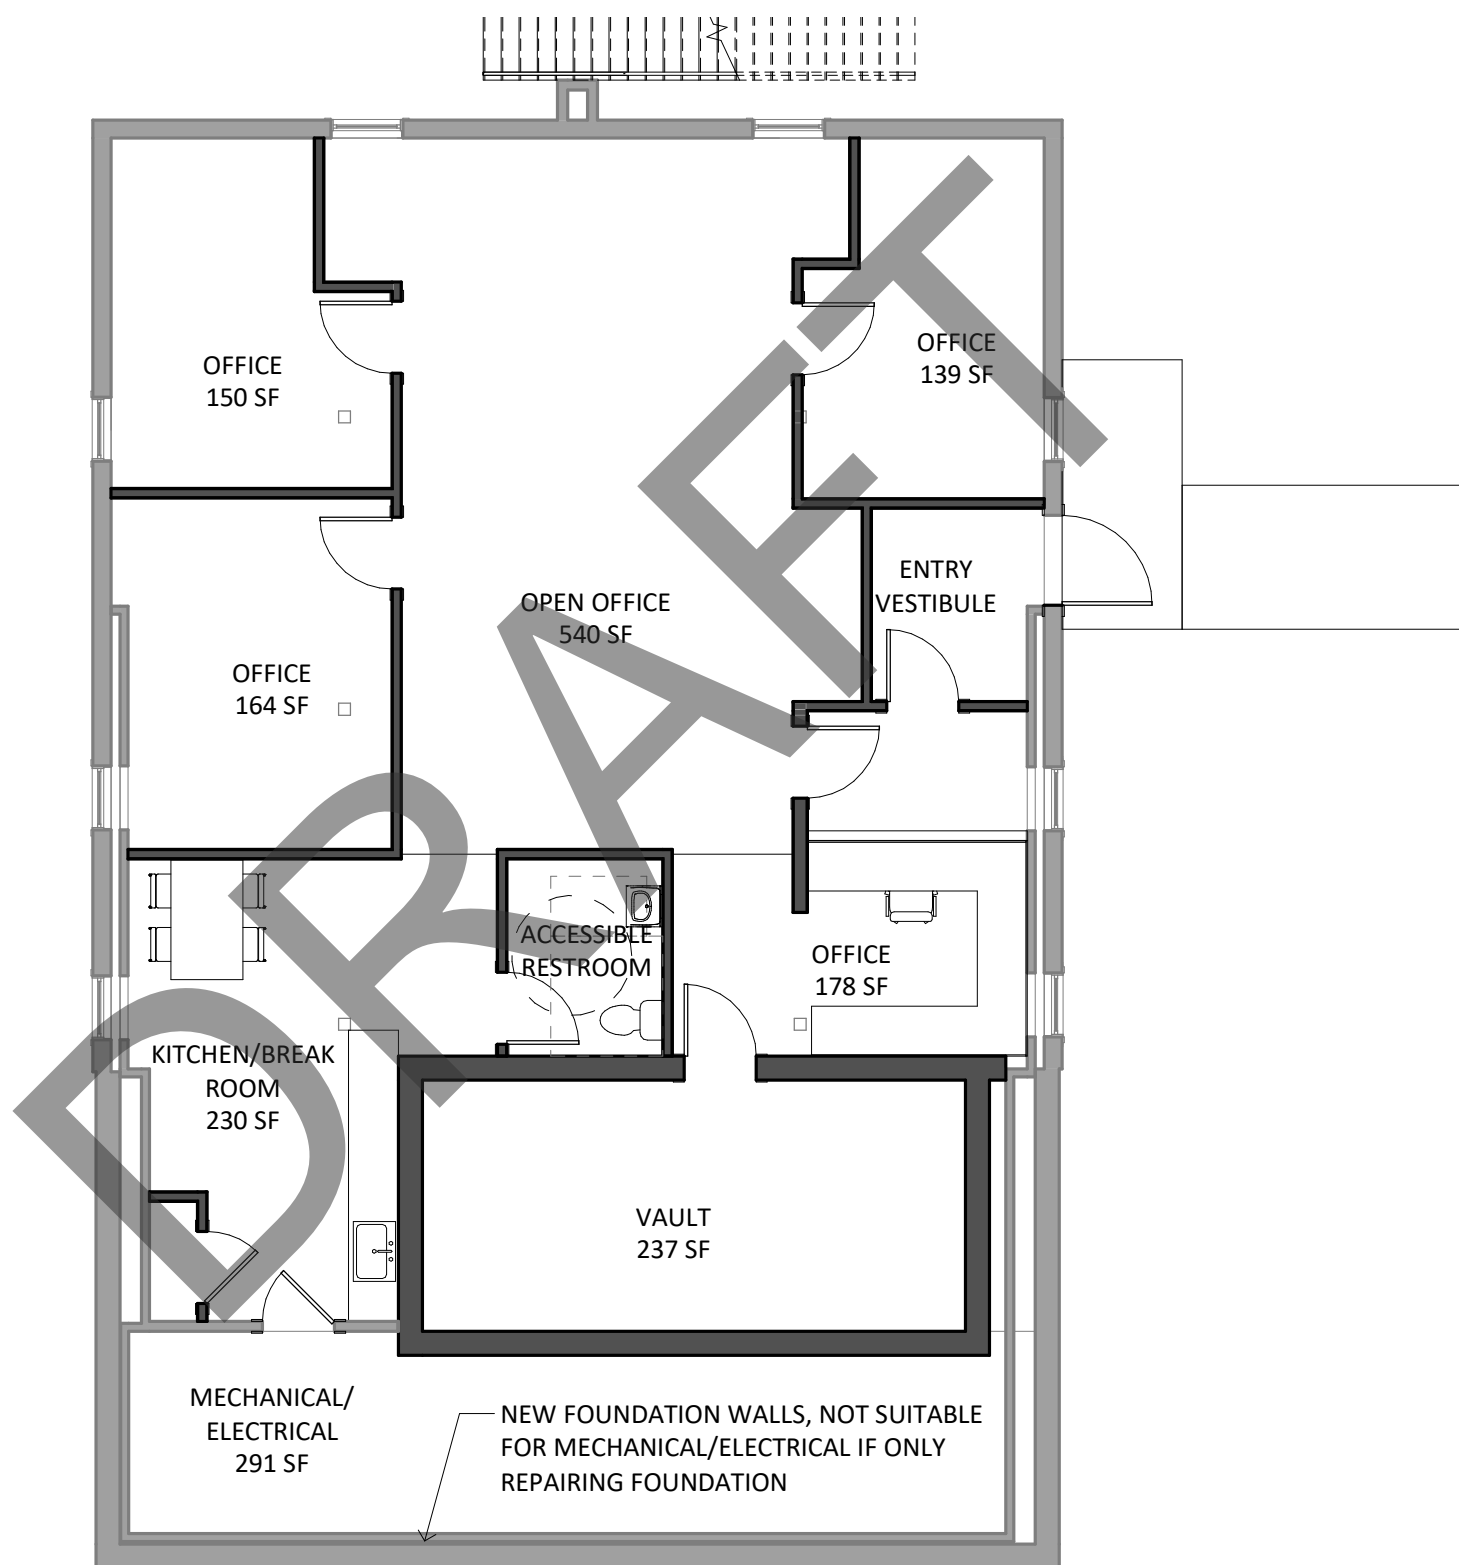 OFFICE
150 SF
OFFICE
139 SF
ENTRY
VESTIBULE
OPEN OFFICE
540 SF
OFFICE
164 SF
ACCESSIBLE
RESTROOM
OFFICE
178 SF
KITCHEN/BREAK
ROOM
230 SF
VAULT
237 SF
MECHANICAL/
ELECTRICAL
291 SF
NEW FOUNDATION WALLS, NOT SUITABLE
FOR MECHANICAL/ELECTRICAL IF ONLY
REPAIRING FOUNDATION
DRAFT